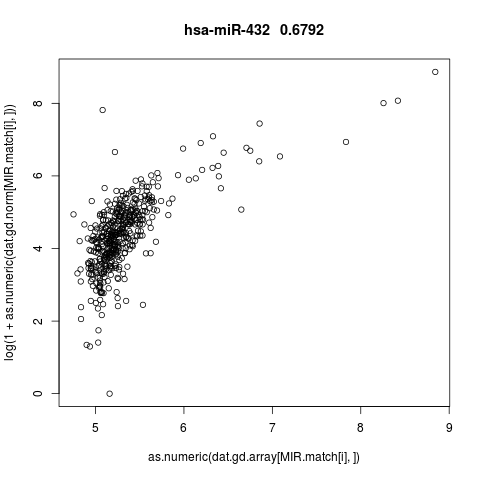 hsa-miR-432 0.6792
log(1 + as.numeric(dat.gd.norm[MIR.match[i], ]))
8
6
4
2
0
5 6 7 8 9
as.numeric(dat.gd.array[MIR.match[i], ])